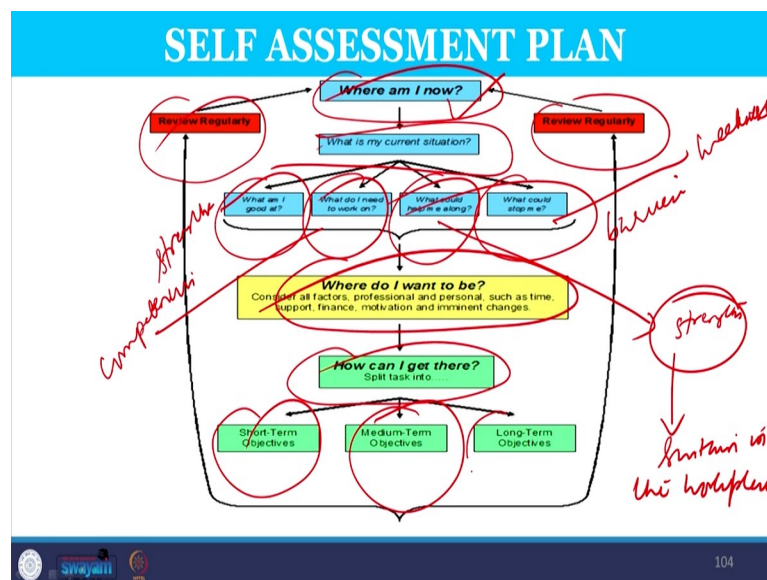 SELF ASSESSMENT PLAN
Where am I now?
Review Regularly
Review Regularly
What is my current situation?
What am I
good at?
What do I need
to work on?
What could
help me along?
What could
stop me?
Strengths
Competencies
Weakness
Strengths
Where do I want to be?
Consider all factors, professional and personal, such as time,
support, finance, motivation and imminent changes.
How can I get there?
Split task into.....
Short-Term
Objectives
Medium-Term
Objectives
Long-Term
Objectives
the workplace
swayam
104